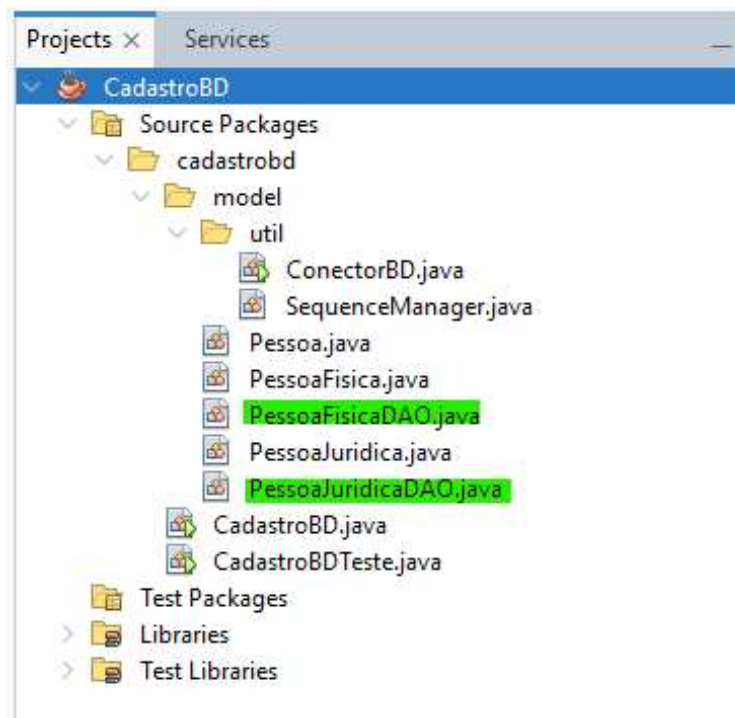 Projects × Services
CadastroBD
Source Packages
cadastrobd
model
util
ConectorBD.java
SequenceManager.java
Pessoa.java
PessoaFisica.java
PessoaFisicaDAO.java
PessoaJuridica.java
PessoaJuridicaDAO.java
CadastroBD.java
CadastroBDTeste.java
Test Packages
Libraries
Test Libraries